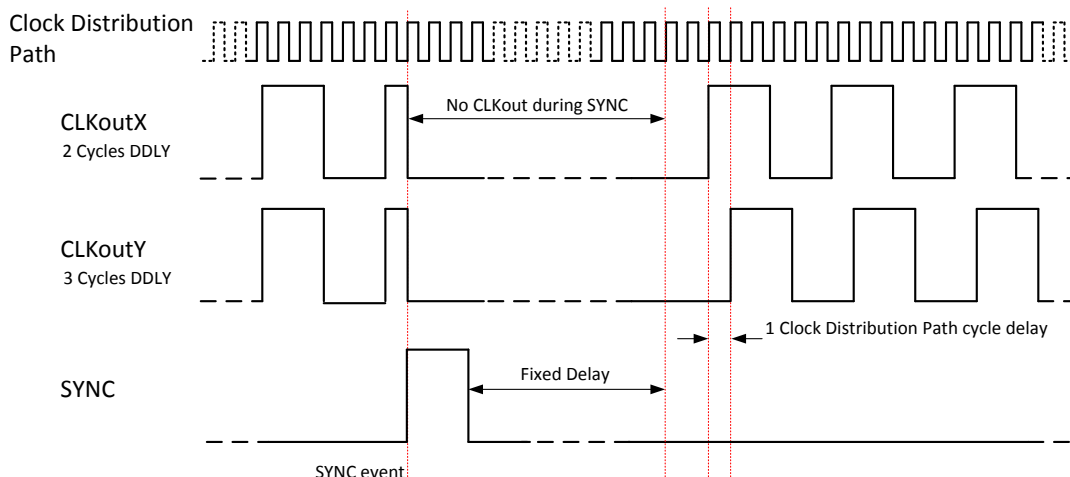 Clock Distribution
Path
CLKoutX
2 Cycles DDLY
No CLKout during SYNC
CLKoutY
3 Cycles DDLY
1 Clock Distribution Path cycle delay
SYNC
Fixed Delay
SYNC event